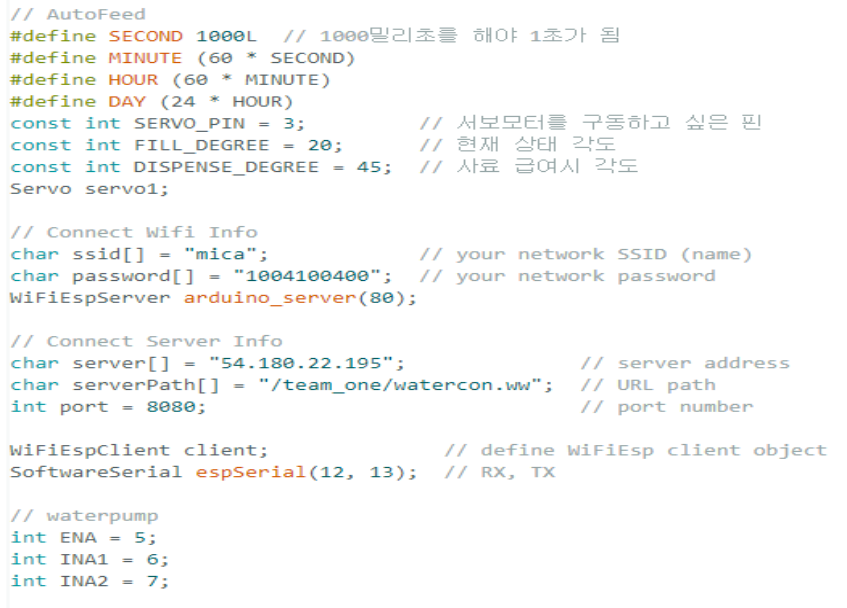 // AutoFeed
#define SECOND 1000L  // 1000밀리초를 해야 1초가 됨
#define MINUTE (60 * SECOND)
#define HOUR (60 * MINUTE)
#define DAY (24 * HOUR)
const int SERVO_PIN = 3;         // 서보모터를 구동하고 싶은 핀
const int FILL_DEGREE = 20;      // 현재 상태 각도
const int DISPENSE_DEGREE = 45;  // 사료 급여시 각도
Servo servo1;

// Connect Wifi Info
char ssid[] = "mica";            // your network SSID (name)
char password[] = "1004100400";  // your network password
WiFiEspServer arduino_server(80);

// Connect Server Info
char server[] = "54.180.22.195";              // server address
char serverPath[] = "/team_one/watercon.ww";  // URL path
int port = 8080;                              // port number

WiFiEspClient client;              // define WiFiEsp client object
SoftwareSerial espSerial(12, 13);  // RX, TX

// waterpump
int ENA = 5;
int INA1 = 6;
int INA2 = 7;